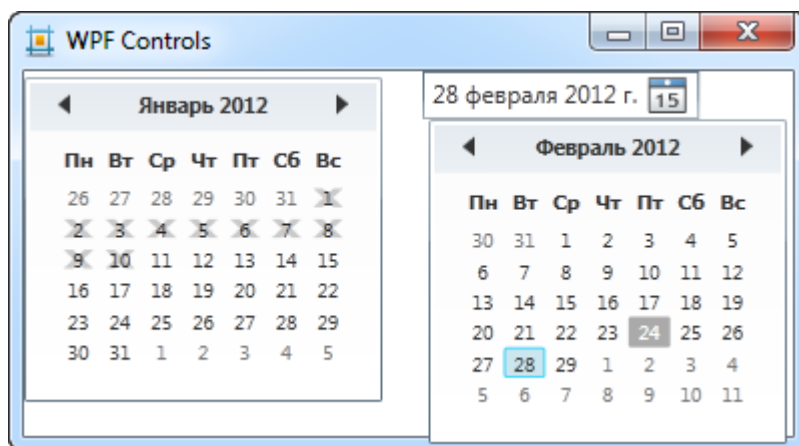 WPF Controls
Январь 2012
Пн Вт Ср Чт Пт Сб Вс
26 27 28 29 30 31 1
2 3 4 5 6 7 8
9 10 11 12 13 14 15
16 17 18 19 20 21 22
23 24 25 26 27 28 29
30 31 1 2 3 4 5
28 февраля 2012 г. 15
Февраль 2012
Пн Вт Ср Чт Пт Сб Вс
30 31 1 2 3 4 5
6 7 8 9 10 11 12
13 14 15 16 17 18 19
20 21 22 23 24 25 26
27 28 29 1 2 3 4
5 6 7 8 9 10 11